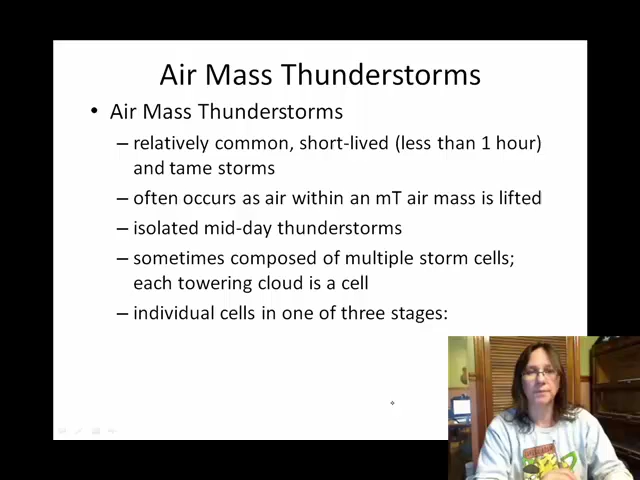 Air Mass Thunderstorms
• Air Mass Thunderstorms
– relatively common, short-lived (less than 1 hour)
and tame storms
– often occurs as air within an mT air mass is lifted
– isolated mid-day thunderstorms
– sometimes composed of multiple storm cells;
each towering cloud is a cell
– individual cells in one of three stages: